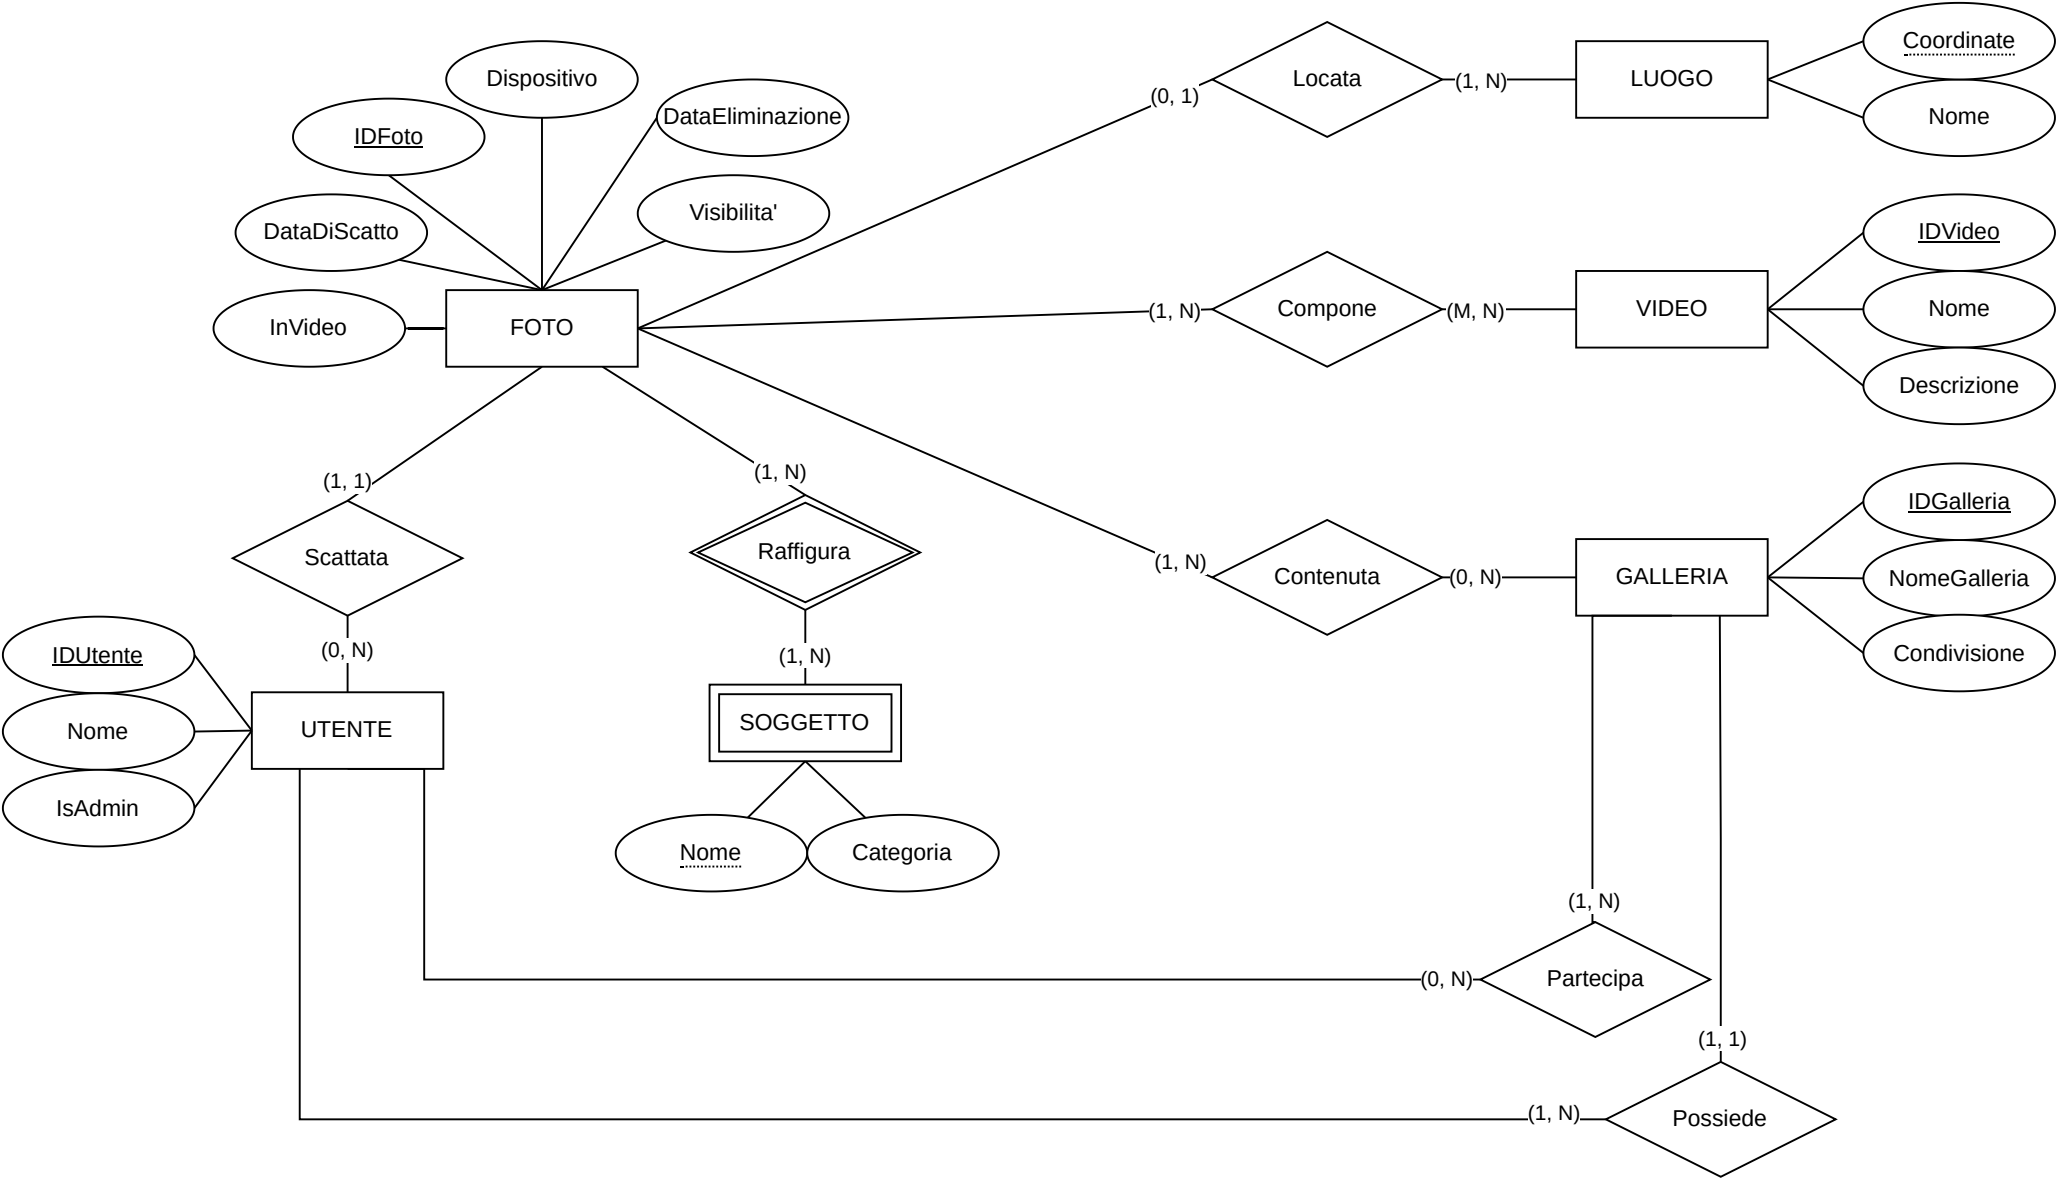 Coordinate
Dispositivo
LUOGO
Locata
(1, N)
(0, 1)
DataEliminazione
Nome
IDFoto
Visibilita'
DataDiScatto
IDVideo
InVideo
FOTO
(1, N)
Compone
(M, N)
VIDEO
Nome
Descrizione
(1, 1)
(1, N)
IDGalleria
Scattata
Raffigura
(1, N)
Contenuta
(0, N)
GALLERIA
NomeGalleria
(0, N)
(1, N)
Condivisione
IDUtente
Nome
UTENTE
SOGGETTO
IsAdmin
Nome
Categoria
(1, N)
(0, N)
Partecipa
(1, 1)
(1, N)
Possiede